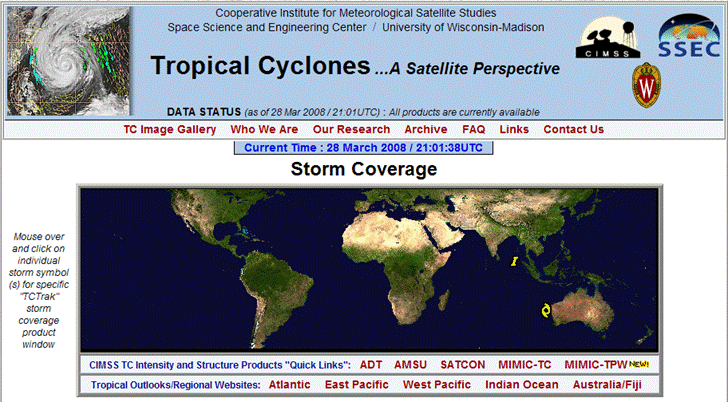 Cooperative Institute for Meteorological Satellite Studies
Space Science and Engineering Center / University of Wisconsin-Madison
CIMSS
SSEC
W
Tropical Cyclones ...A Satellite Perspective
DATA STATUS (as of 28 Mar 2008 / 21:01UTC) : All products are currently available
TC Image Gallery Who We Are Our Research Archive FAQ Links Contact Us
Current Time : 28 March 2008 / 21:01:38UTC
Storm Coverage
Mouse over
and click on
individual
storm symbol
(s) for specific
"TCTrak"
storm
coverage
product
window
I
CIMSS TC Intensity and Structure Products "Quick Links": ADT AMSU SATCON MIMIC-TC MIMIC-TPW NEW!
Tropical Outlooks/Regional Websites: Atlantic East Pacific West Pacific Indian Ocean Australia/Fiji